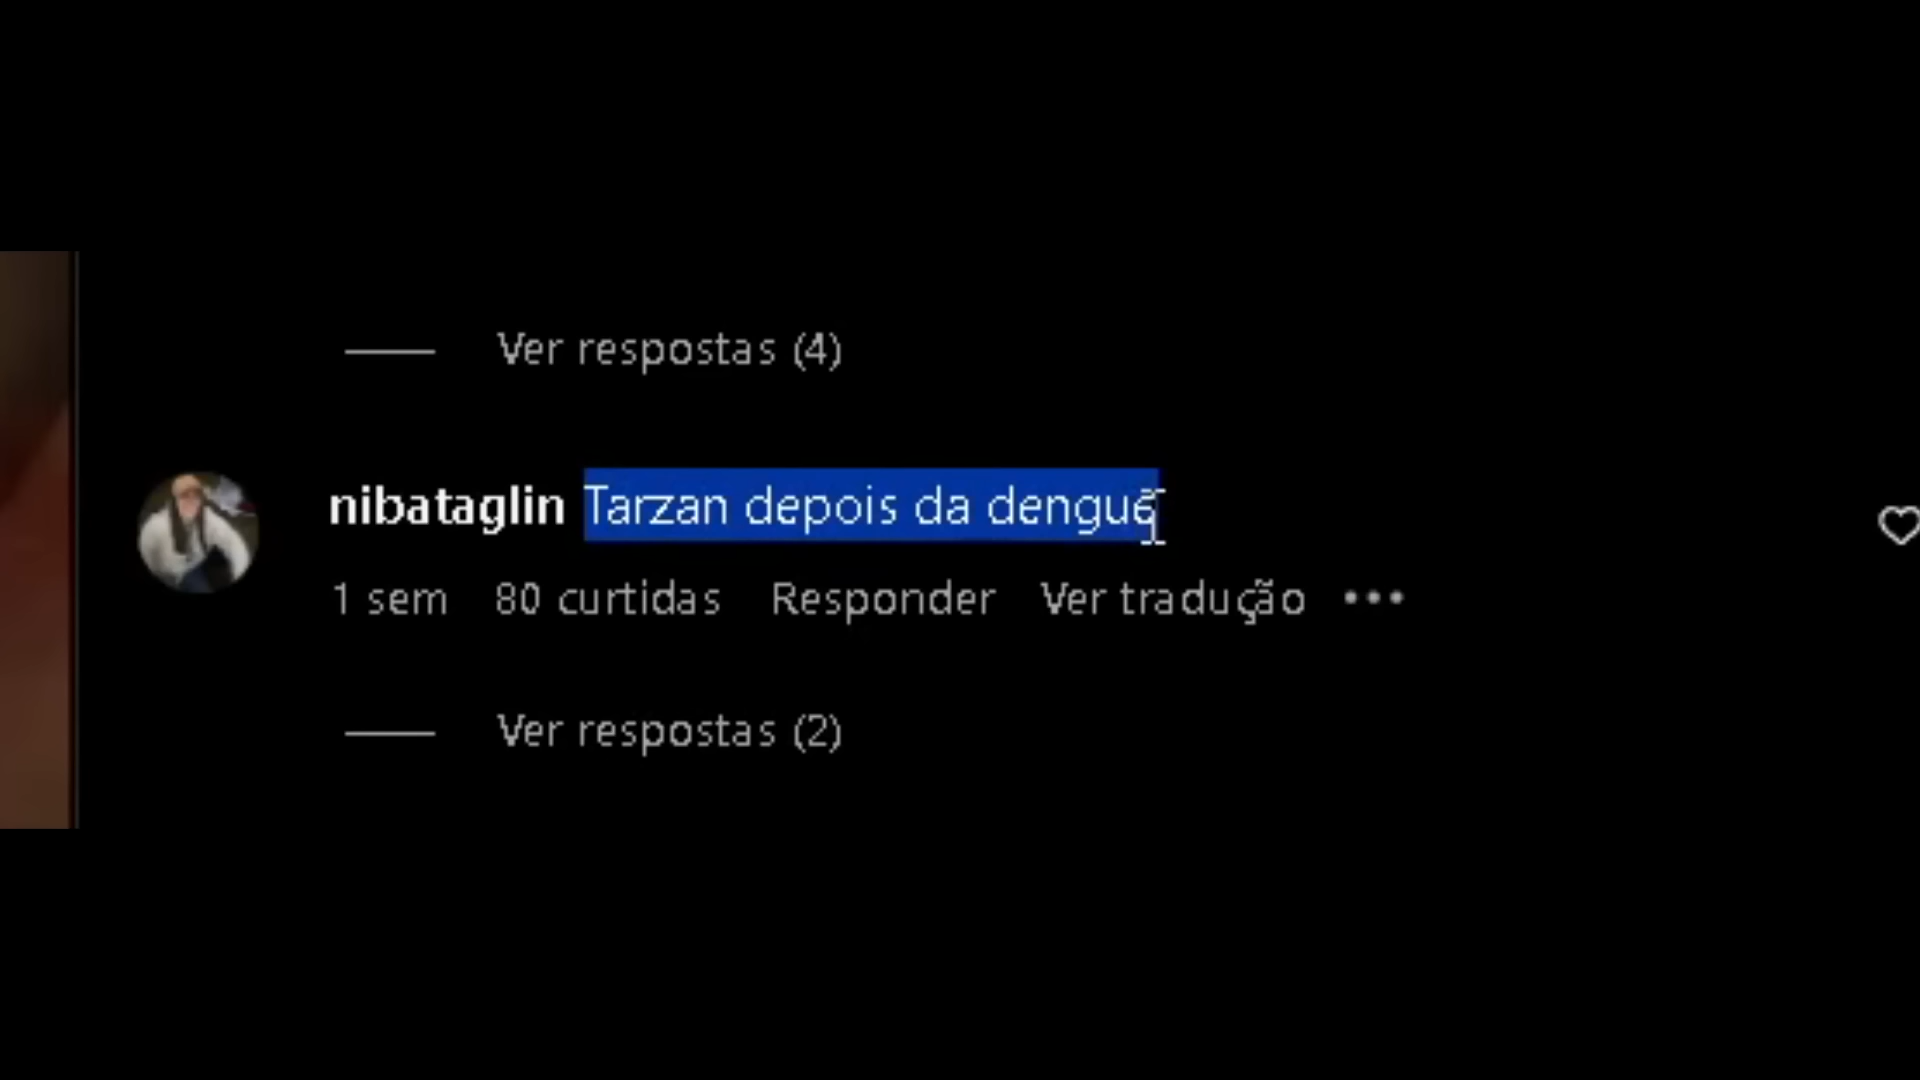 Ver respostas (4)
nibataglin Tarzan depois da dengue
1 sem 80 curtidas Responder Ver tradução •••
Ver respostas (2)